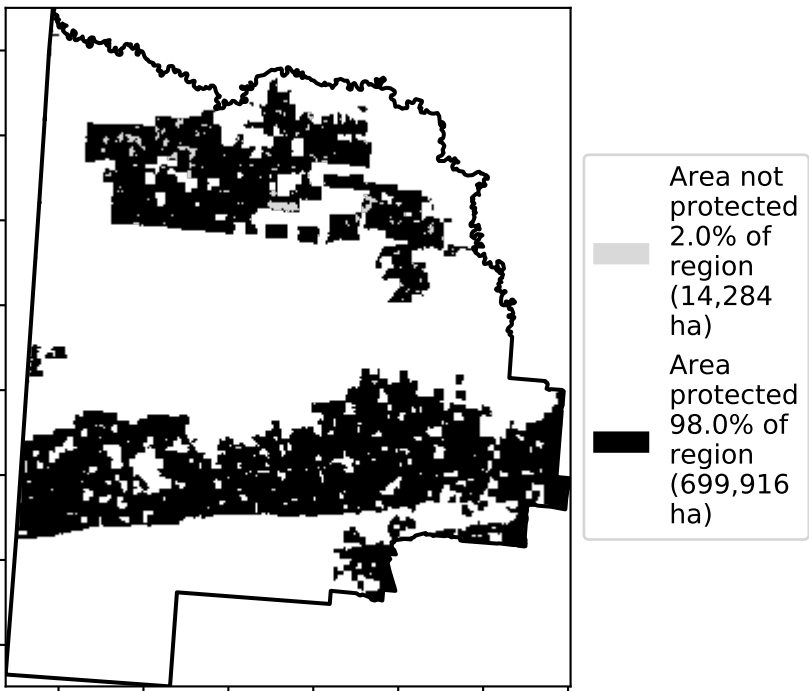 Area not
protected
2.0% of
region
(14,284
ha)
Area
protected
98.0% of
region
(699,916
ha)